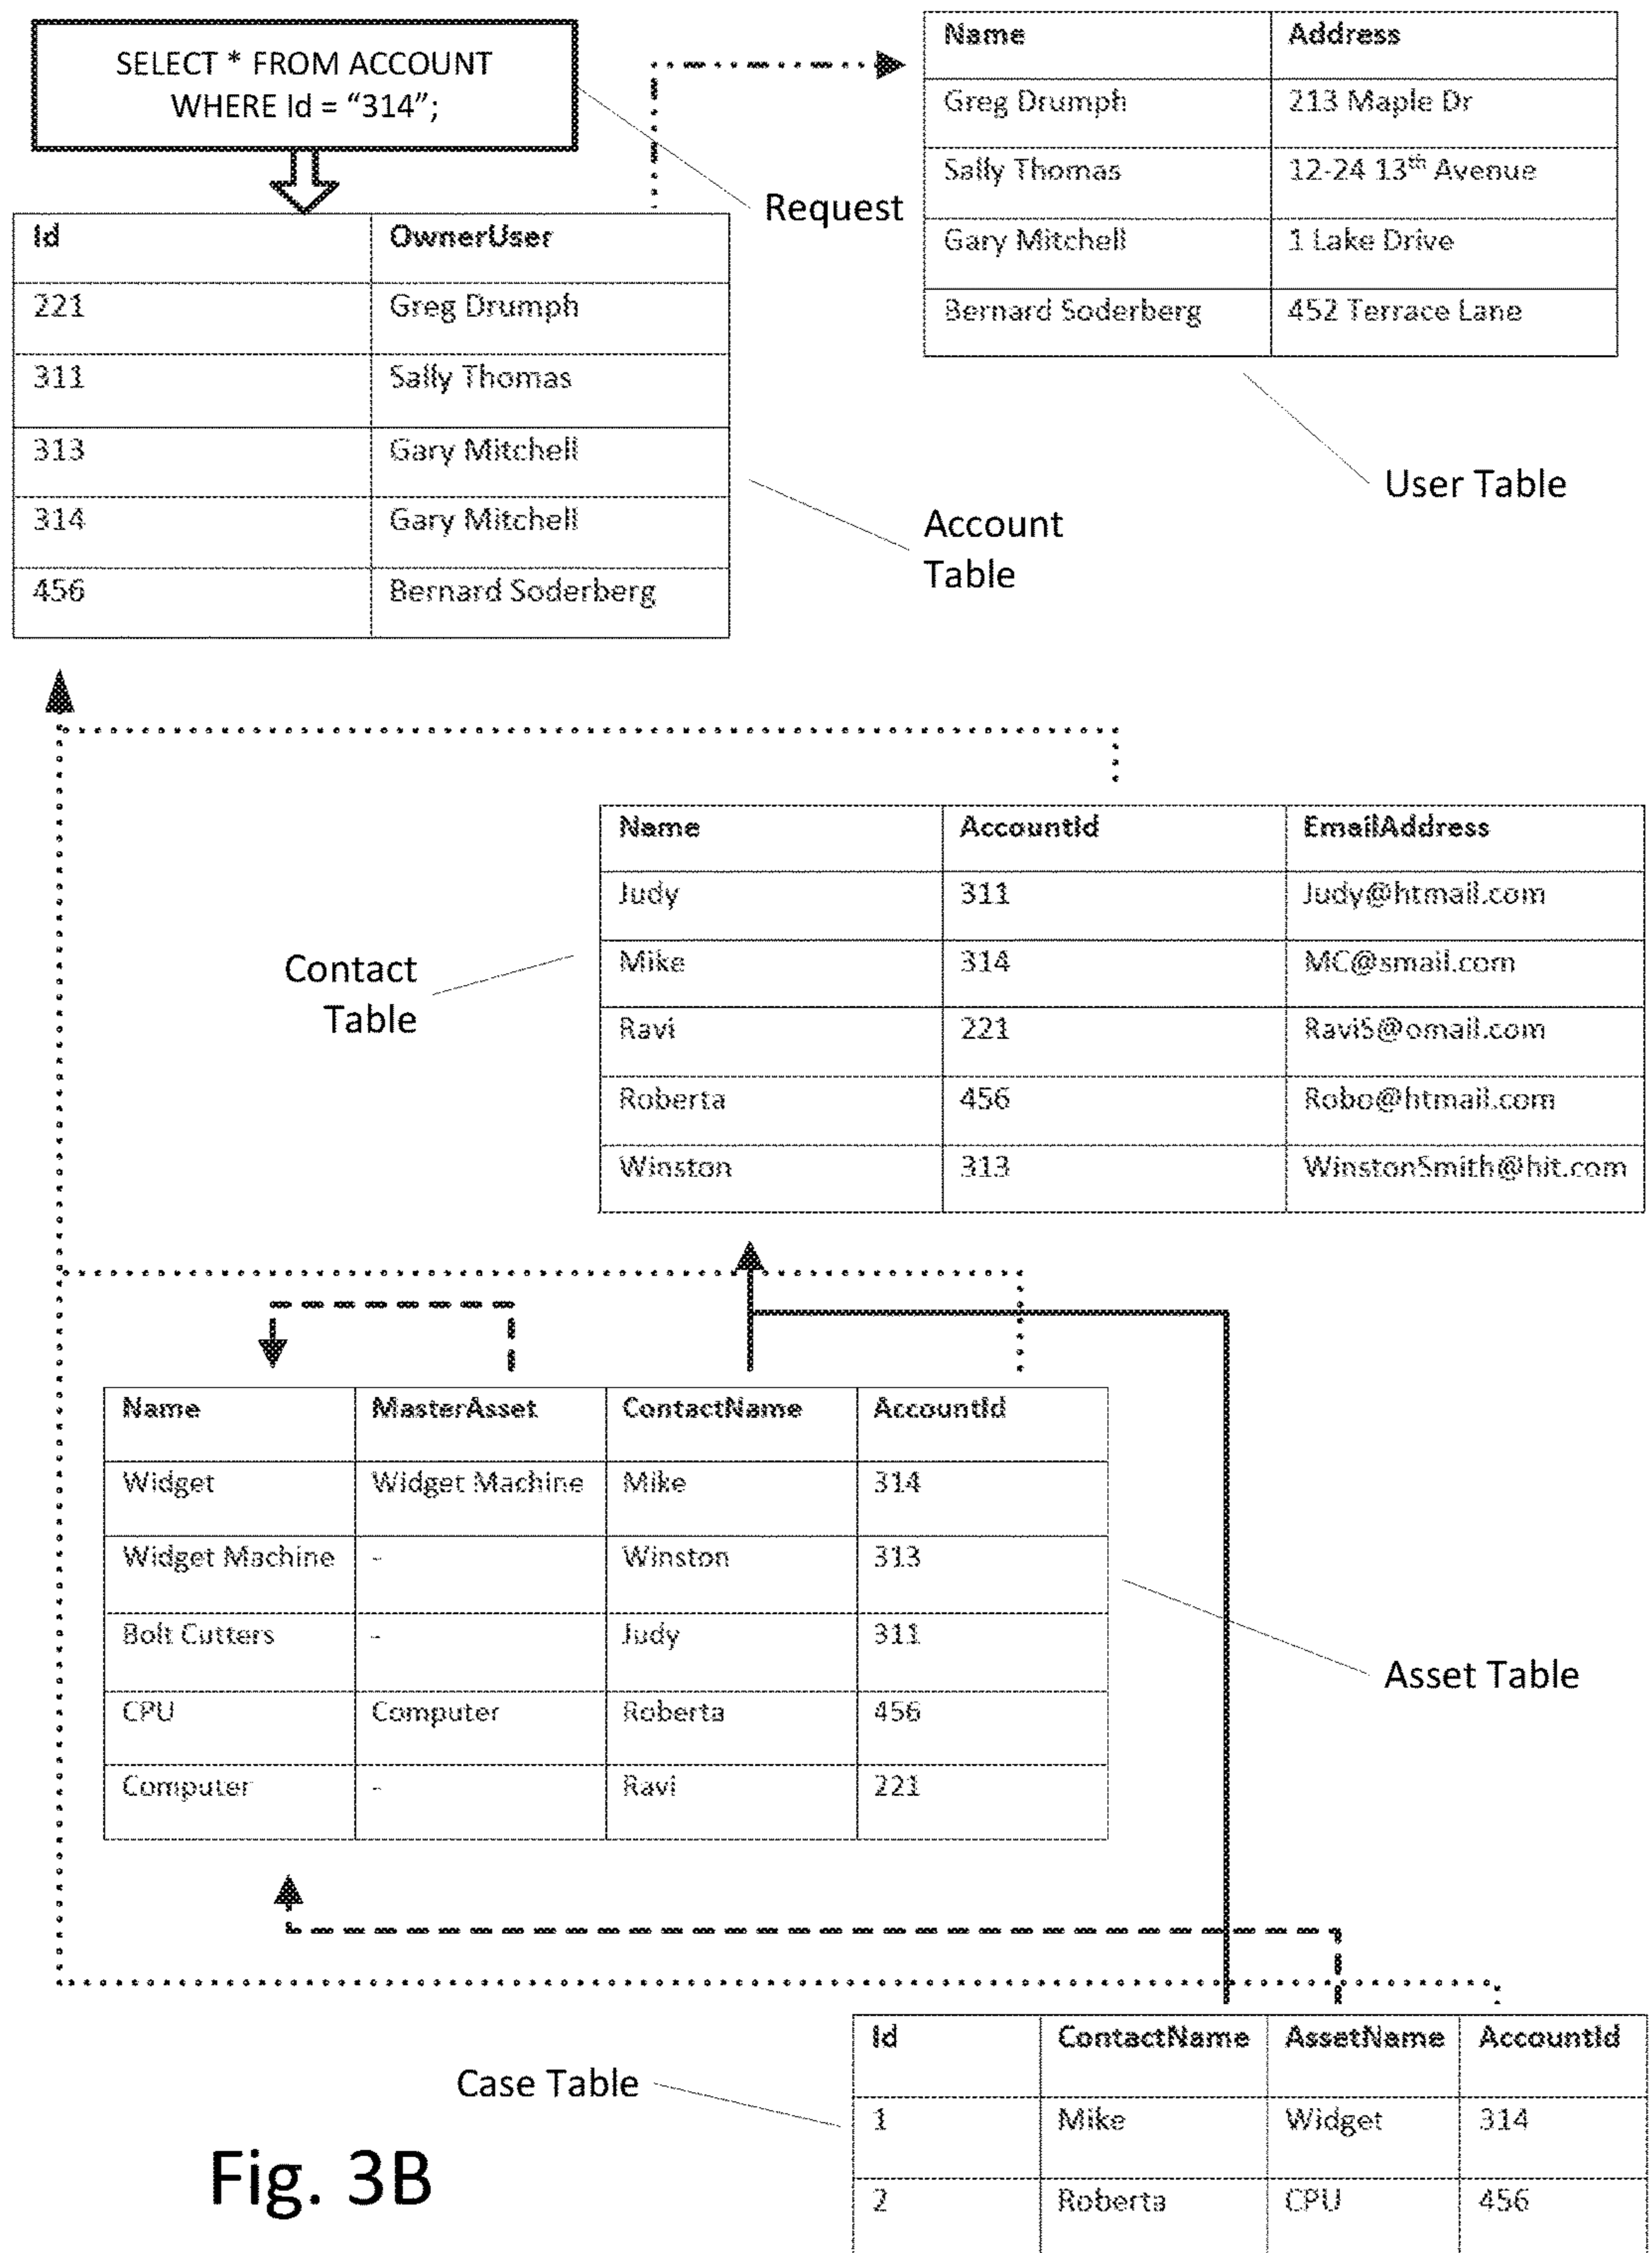 SELECT * FROM ACCOUNT
WHERE Id = “314”;
Request
Name Address
Greg Drumph 213 Maple Dr
Sally Thomas 12-24 13th Avenue
Gary Mitchell 1 Lake Drive
Bernard Soderberg 452 Terrace Lane
User Table
Id OwnerUser
221 Greg Drumph
311 Sally Thomas
313 Gary Mitchell
314 Gary Mitchell
456 Bernard Soderberg
Account
Table
Contact
Table
Name AccountId EmailAddress
Judy 311 Judy@htmail.com
Mike 314 MC@smail.com
Ravi 221 RaviS@omail.com
Roberta 456 Robo@htmail.com
Winston 313 WinstonSmith@hit.com
Name MasterAsset ContactName AccountId
Widget Widget Machine Mike 314
Widget Machine - Winston 313
Bolt Cutters - Judy 311
CPU Computer Roberta 456
Computer - Ravi 221
Asset Table
Case Table
Id ContactName AssetName AccountId
1 Mike Widget 314
2 Roberta CPU 456
Fig. 3B